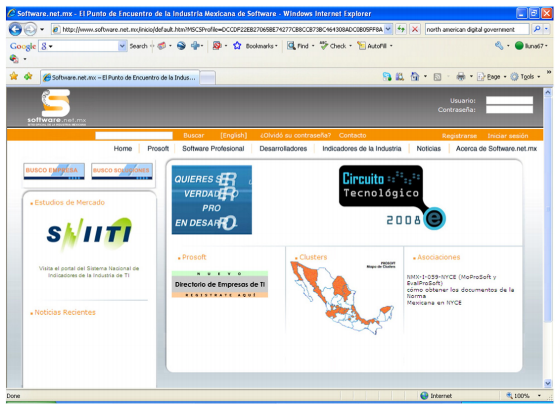 Software.net.mx - El Punto de Encuentro de la Industria Mexicana de Software - Windows Internet Explorer
http://www.software.net.mx/inicio/default.htm?MSCSProfile=DCCDF22EB27065BE74277CB8CCB73BC464308ADC0B05FF8A
north american digital government
Google
Search
Bookmarks
Find
Check
AutoFill
luna67
Software.net.mx - El Punto de Encuentro de la Indus...
Page
Tools
software.net.mx
Usuario:
Contraseña:
Buscar [English] ¿Olvidó su contraseña? Contacto Registrarse Iniciar sesión
Home Prosoft Software Profesional Desarrolladores Indicadores de la Industria Noticias Acerca de Software.net.mx
BUSCO EMPRESA BUSCO SOLUCIONES
Estudios de Mercado
SNIITI
Visita el portal del Sistema Nacional de
Indicadores de la Industria de TI
Noticias Recientes
QUIERES SER
VERDADERO
PRO
EN DESARROLLO
Circuito
Tecnológico
2008
Prosoft
NUEVO
Directorio de Empresas de TI
REGISTRATE AQUÍ
Clusters
PROSOFT
Mapa de Clusters
Asociaciones
NMX-I-059-NYCE (MoProSoft y
EvalProSoft)
cómo obtener los documentos de la
Norma
Mexicana en NYCE
Done
Internet
100%